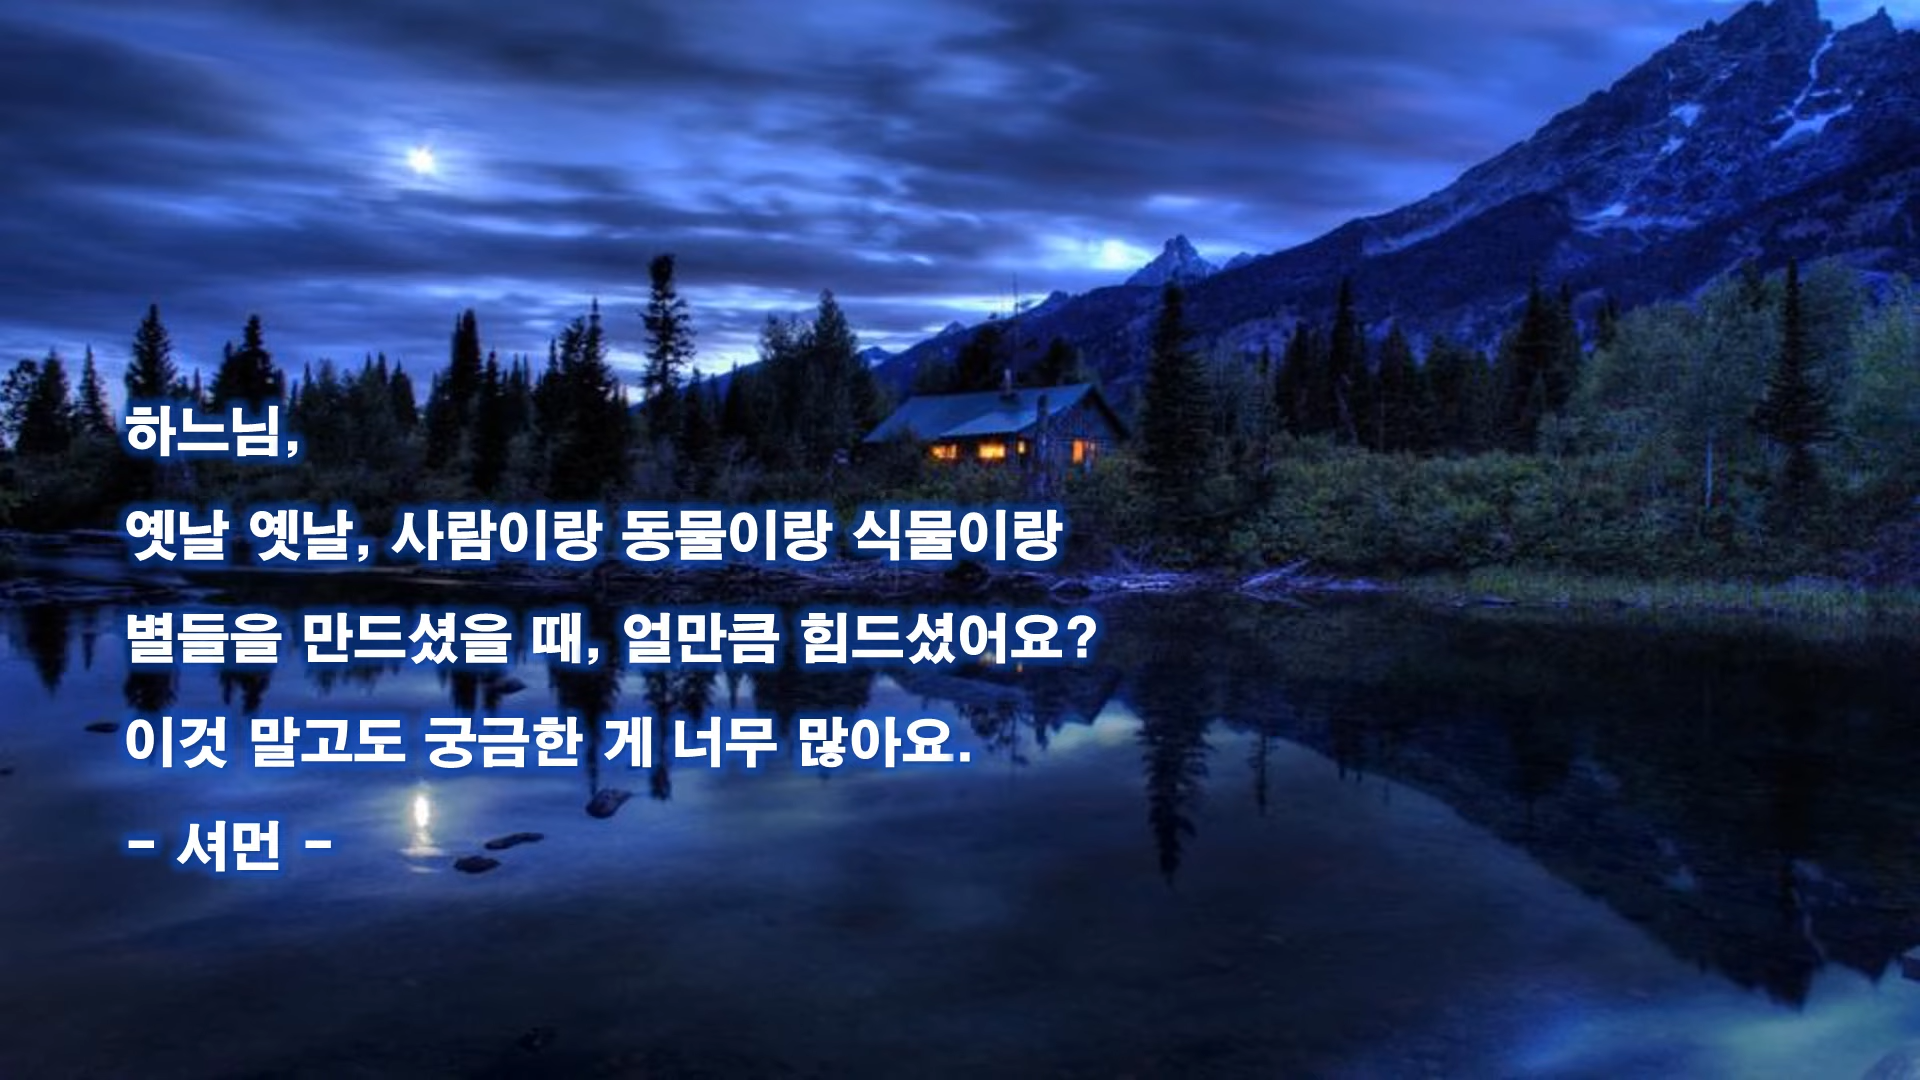 하느님,
옛날 옛날, 사람이랑 동물이랑 식물이랑
별들을 만드셨을 때, 얼만큼 힘드셨어요?
이것 말고도 궁금한 게 너무 많아요.
- 셔먼 -